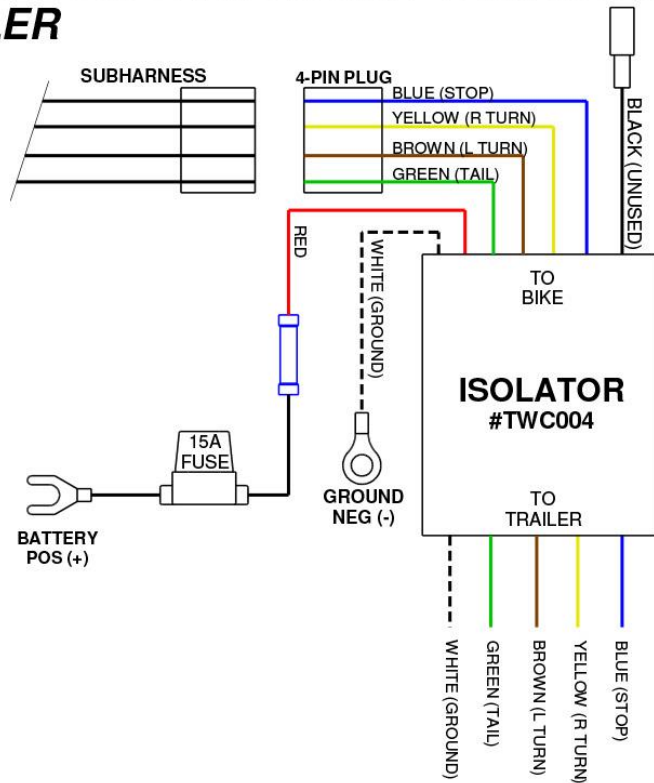 LER
SUBHARNESS
4-PIN PLUG
BLUE (STOP)
YELLOW (R TURN)
BROWN (L TURN)
GREEN (TAIL)
BLACK (UNUSED)
RED
WHITE (GROUND)
TO
BIKE
ISOLATOR
#TWC004
15A
FUSE
GROUND
NEG (-)
TO
TRAILER
BATTERY
POS (+)
WHITE (GROUND)
GREEN (TAIL)
BROWN (L TURN)
YELLOW (R TURN)
BLUE (STOP)